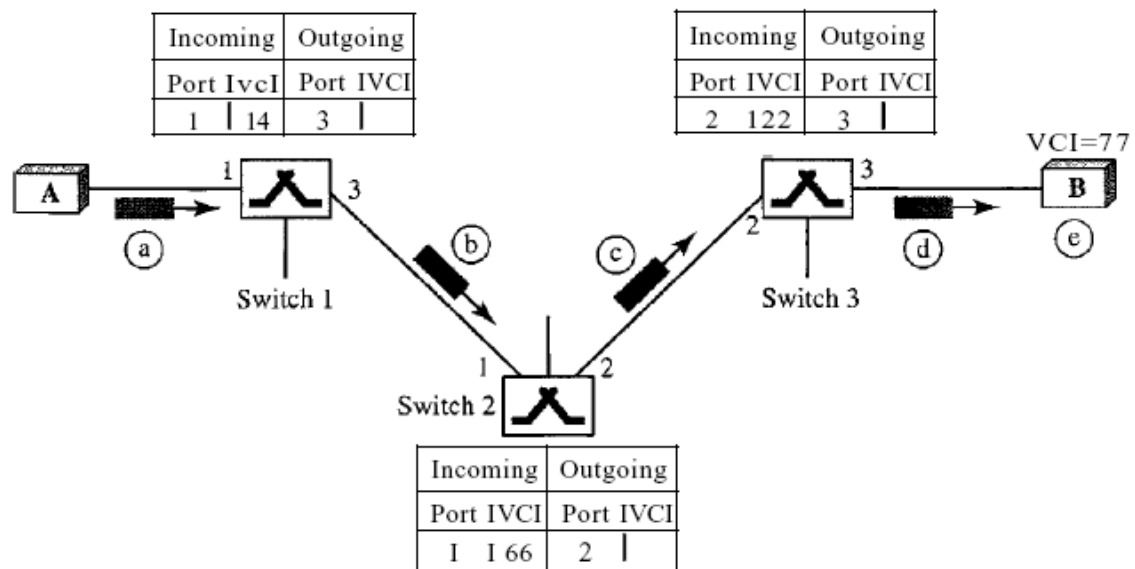 Incoming Outgoing
Port IvcI Port IVCI
1 | 14 3 |
Incoming Outgoing
Port IVCI Port IVCI
2 122 3 |
VCI=77
A
1
3
a
Switch 1
b
c
2
3
Switch 3
d
B
e
1
2
Switch 2
Incoming Outgoing
Port IVCI Port IVCI
I I 66 2 |